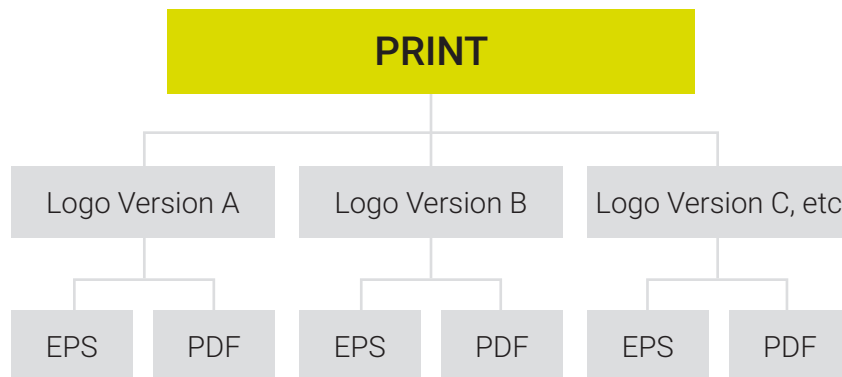 PRINT
Logo Version A
Logo Version B
Logo Version C, etc
EPS
PDF
EPS
PDF
EPS
PDF